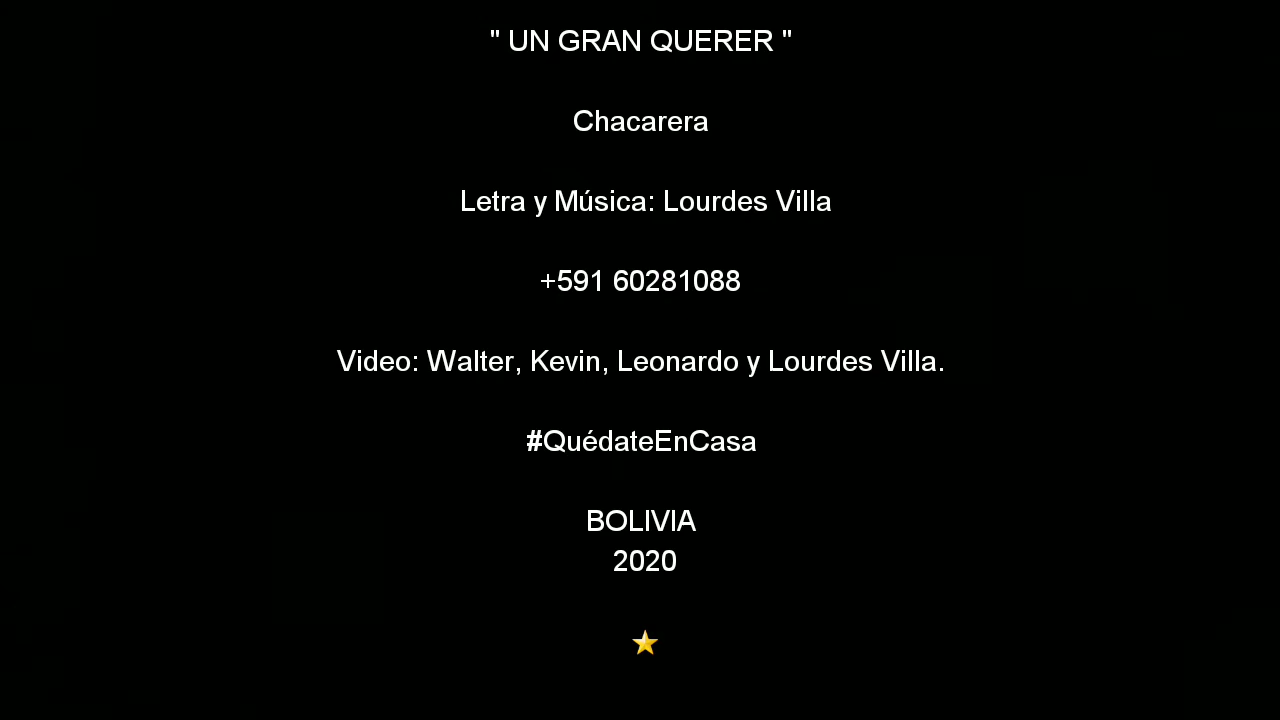 " UN GRAN QUERER "
Chacarera
Letra y Música: Lourdes Villa
+591 60281088
Video: Walter, Kevin, Leonardo y Lourdes Villa.
#QuédateEnCasa
BOLIVIA
2020